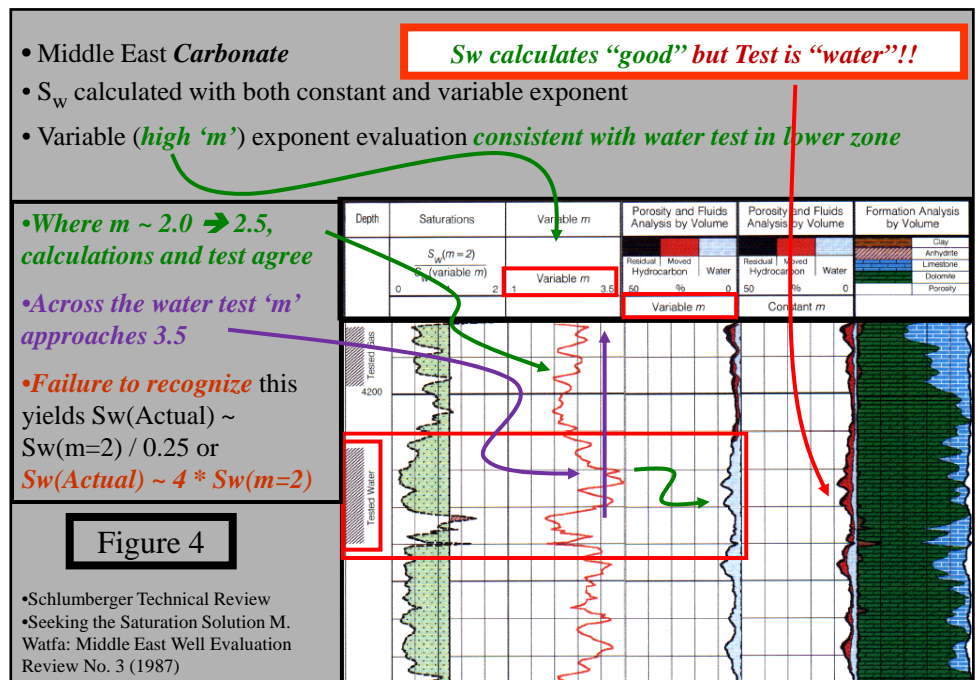 Sw calculates “good” but Test is “water”!!
• Middle East Carbonate
• Sw calculated with both constant and variable exponent
• Variable (high ‘m’) exponent evaluation consistent with water test in lower zone
•Where m ~ 2.0 ➔ 2.5,
calculations and test agree
•Across the water test ‘m’
approaches 3.5
•Failure to recognize this
yields Sw(Actual) ~
Sw(m=2) / 0.25 or
Sw(Actual) ~ 4 * Sw(m=2)
Figure 4
•Schlumberger Technical Review
•Seeking the Saturation Solution M.
Watfa: Middle East Well Evaluation
Review No. 3 (1987)
Depth
Saturations
Sw(m=2)
Sw(variable m)
0 1 2
Variable m
Variable m
1 3.5
Porosity and Fluids
Analysis by Volume
Residual Moved
Hydrocarbon Water
50 % 0
Variable m
Porosity and Fluids
Analysis by Volume
Residual Moved
Hydrocarbon Water
50 % 0
Constant m
Formation Analysis
by Volume
Clay
Anhydrite
Limestone
Dolomite
Porosity
Tested Gas
4200
Tested Water